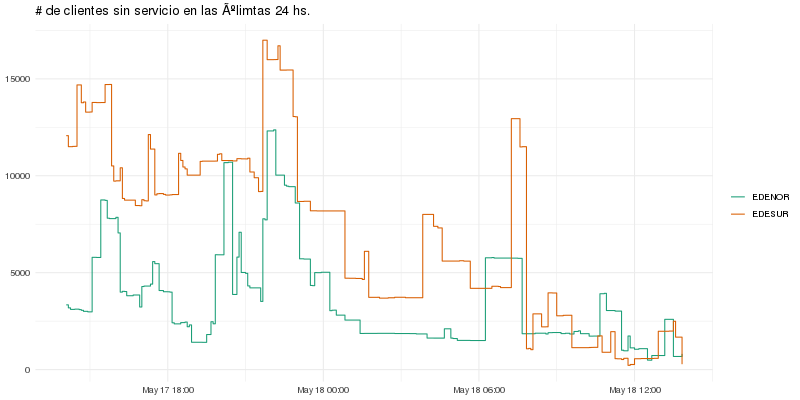 # de clientes sin servicio en las Ãºlimtas 24 hs.
15000
10000
5000
0
May 17 18:00
May 18 00:00
May 18 06:00
May 18 12:00
EDENOR
EDESUR